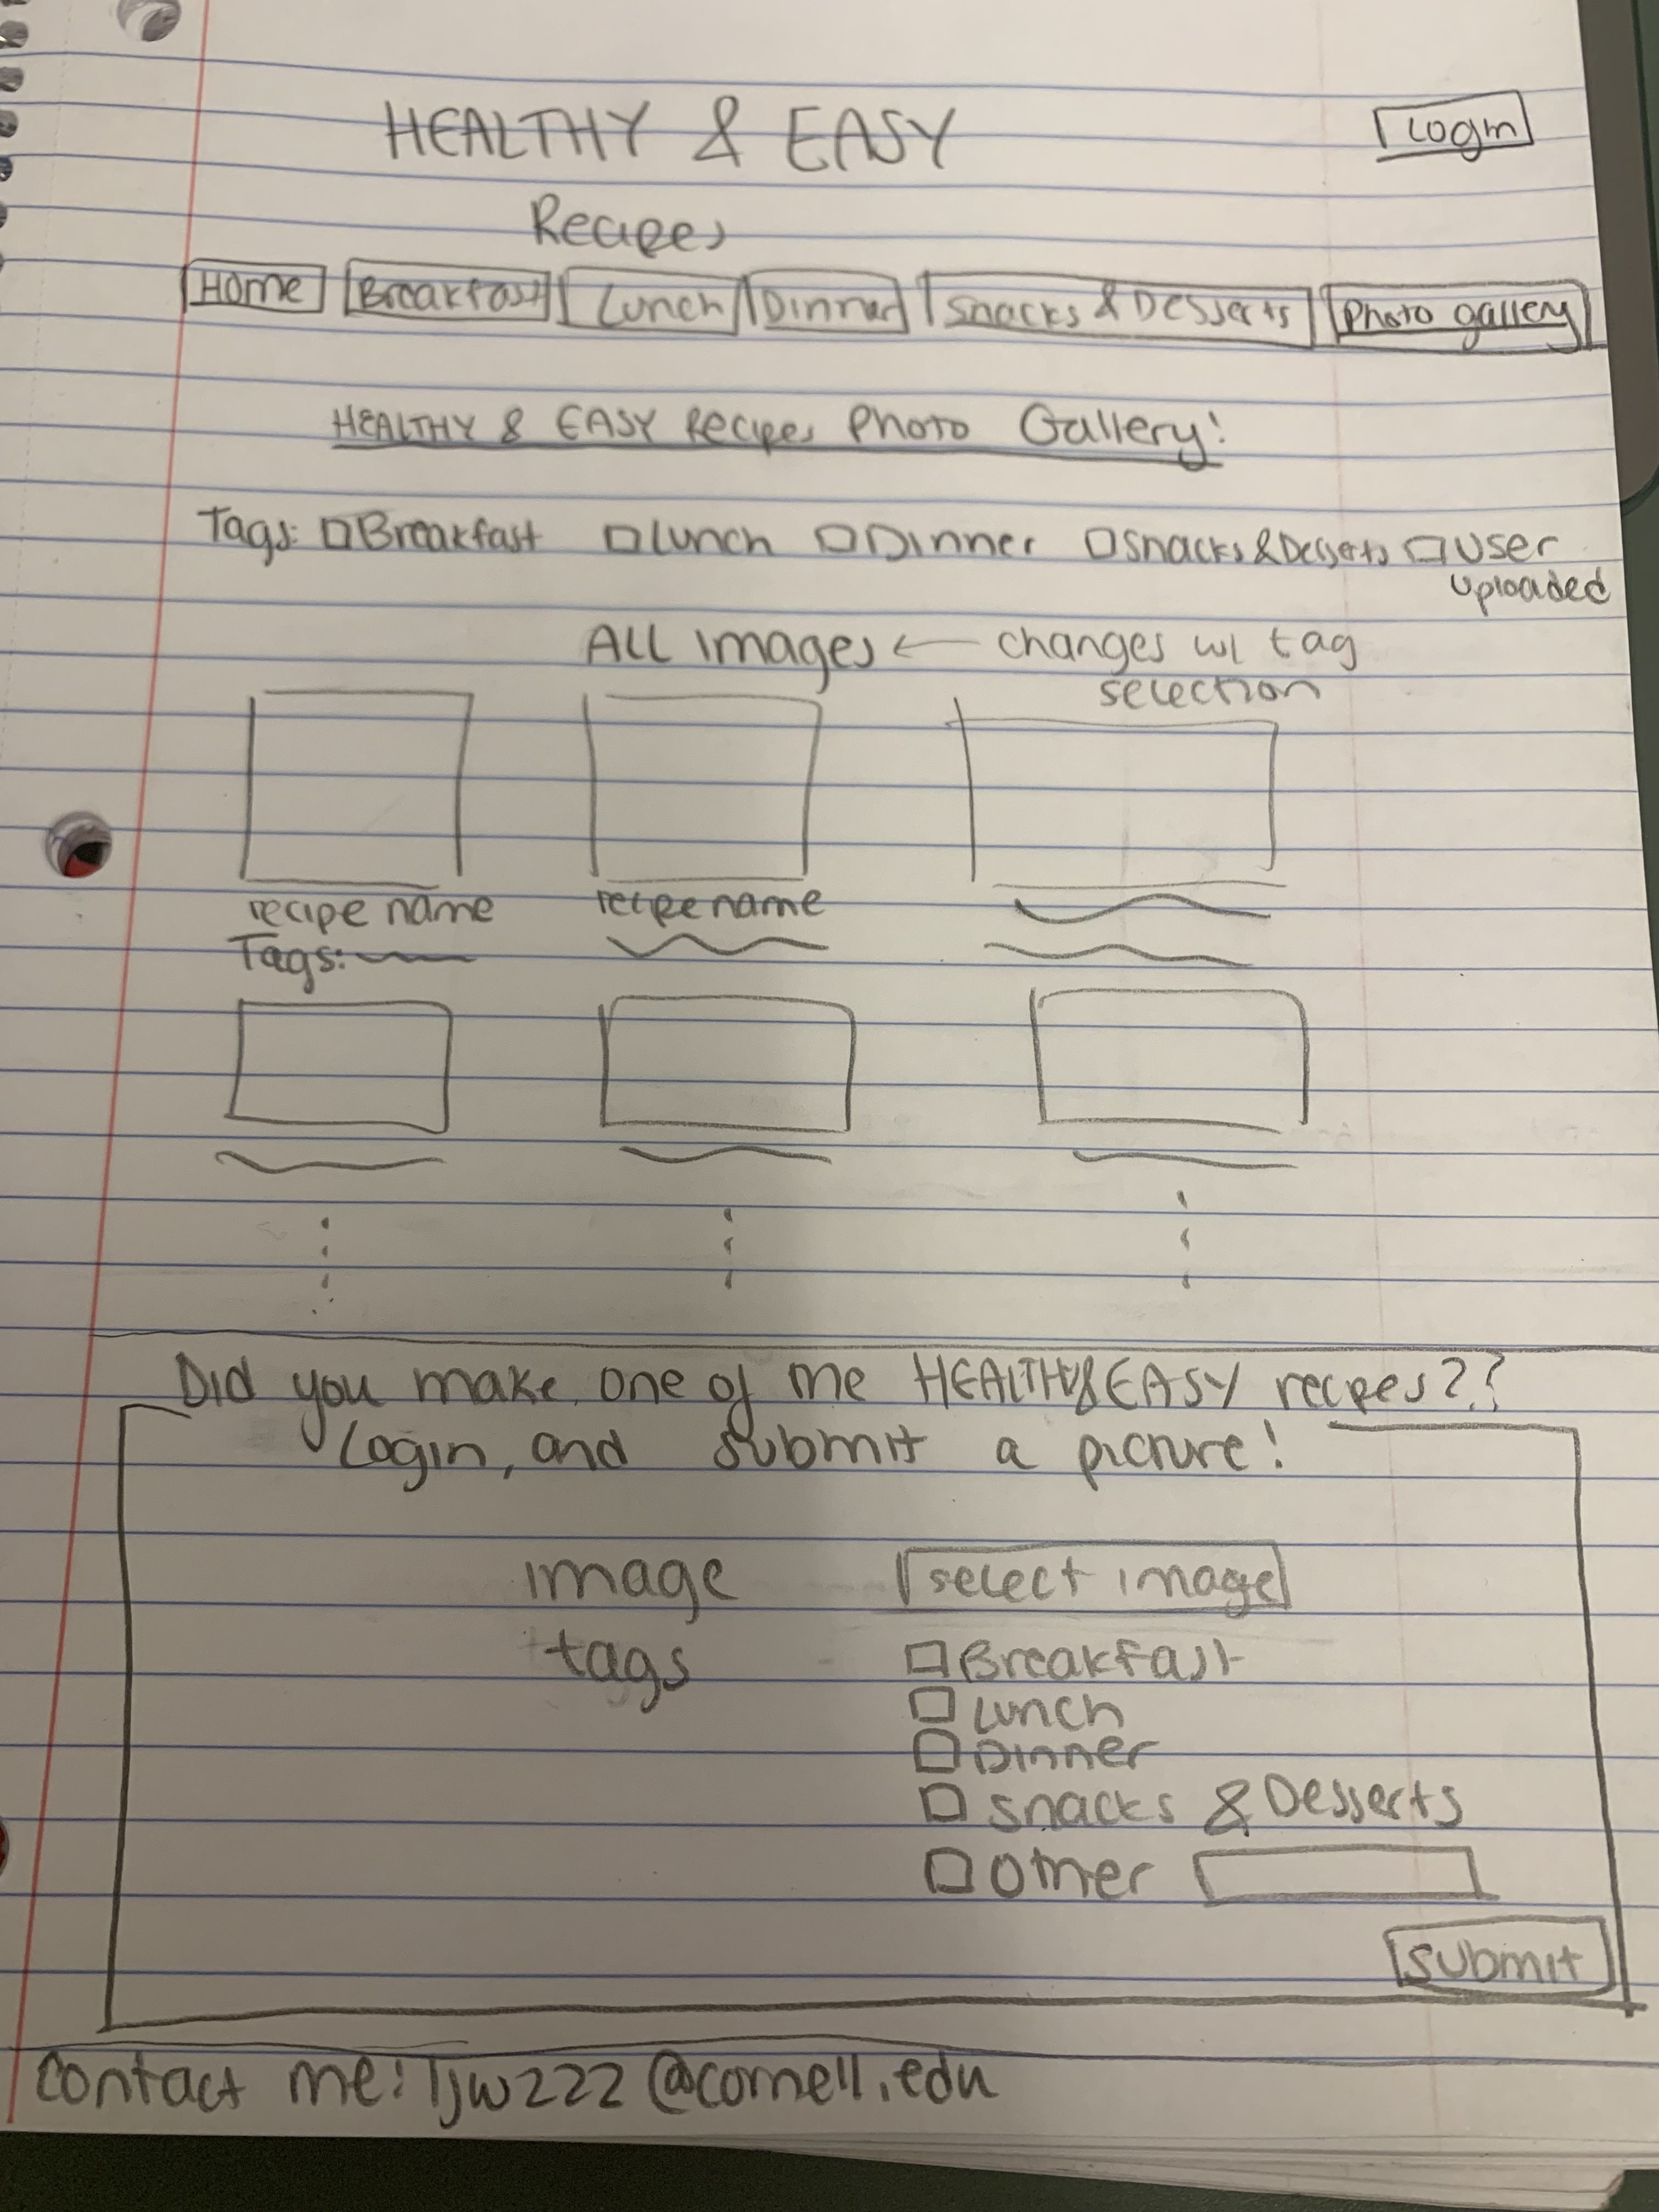 HEALTHY & EASY
Login
Recipes
Home Breakfast Lunch Dinner Snacks & Desserts Photo gallery
HEALTHY & EASY Recipes Photo Gallery!
Tags: Breakfast Lunch Dinner Snacks & Desserts User
Uploaded
ALL Images ← changes w/ tag
selection
recipe name recipe name
Tags:
Did you make one of me HEALTHY&EASY recipes??
Login, and submit a picture!
image select image
tags Breakfast
Lunch
Dinner
Snacks & Desserts
Other
submit
contact me: Tjw222@cornell.edu